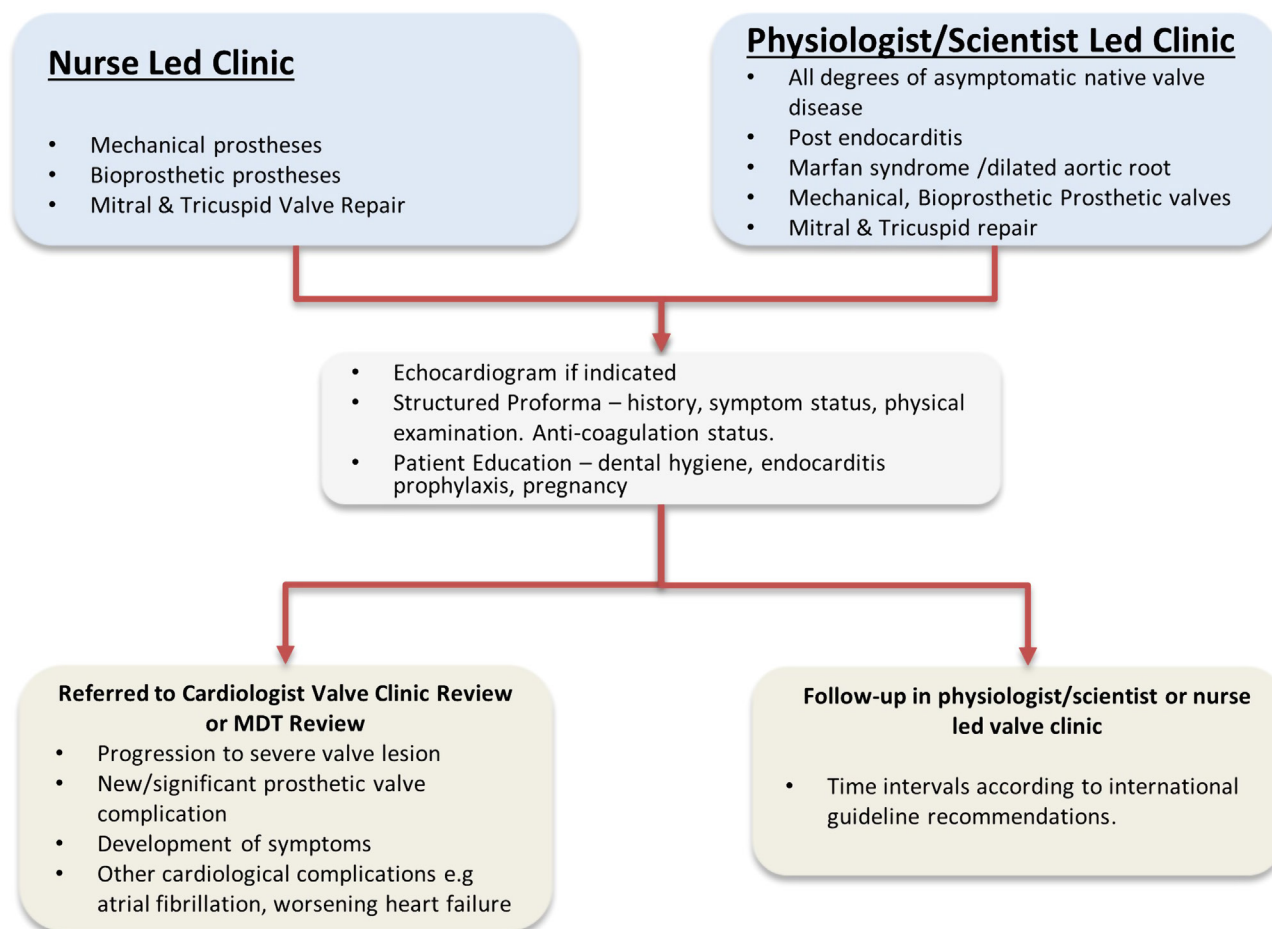 Nurse Led Clinic
• Mechanical prostheses
• Bioprosthetic prostheses
• Mitral & Tricuspid Valve Repair
Physiologist/Scientist Led Clinic
• All degrees of asymptomatic native valve
disease
• Post endocarditis
• Marfan syndrome /dilated aortic root
• Mechanical, Bioprosthetic Prosthetic valves
• Mitral & Tricuspid repair
• Echocardiogram if indicated
• Structured Proforma – history, symptom status, physical
examination. Anti-coagulation status.
• Patient Education – dental hygiene, endocarditis
prophylaxis, pregnancy
Referred to Cardiologist Valve Clinic Review
or MDT Review
• Progression to severe valve lesion
• New/significant prosthetic valve
complication
• Development of symptoms
• Other cardiological complications e.g
atrial fibrillation, worsening heart failure
Follow-up in physiologist/scientist or nurse
led valve clinic
• Time intervals according to international
guideline recommendations.